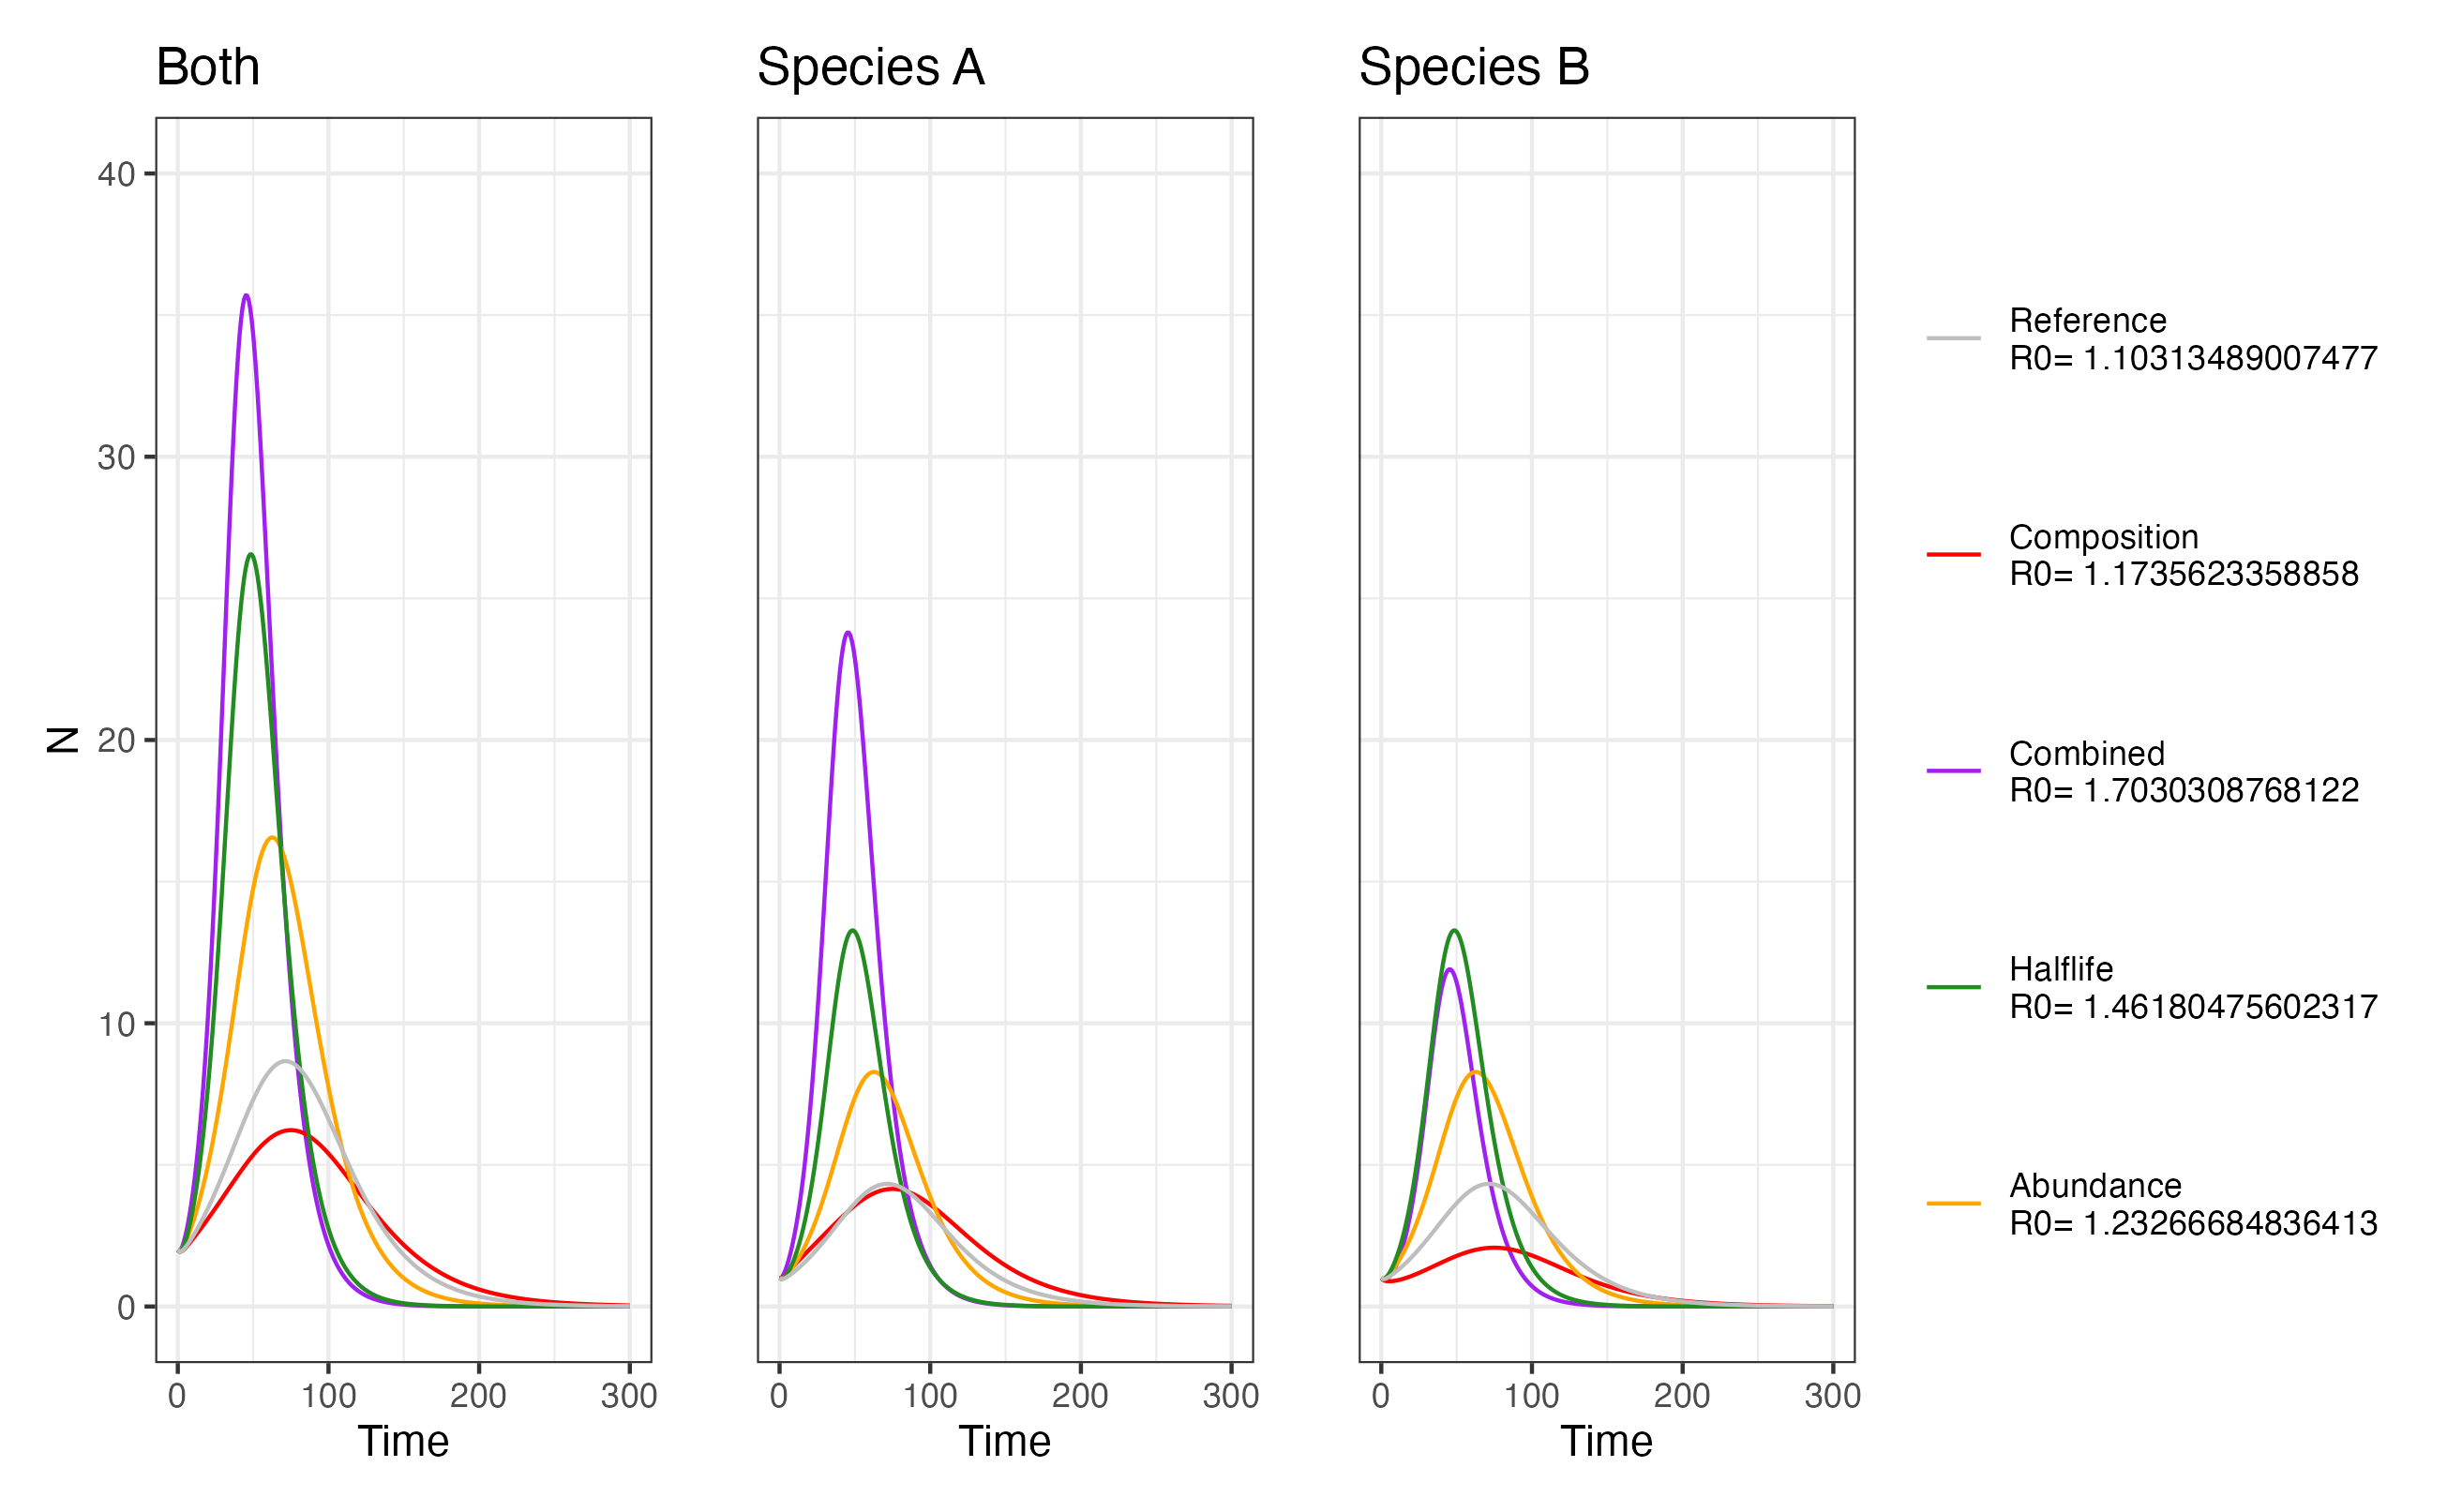 Both
Species A
Species B
40
30
20
10
0
N
0 100 200 300
0 100 200 300
0 100 200 300
Time
Time
Time
Reference
R0= 1.10313489007477
Composition
R0= 1.1735623358858
Combined
R0= 1.7030308768122
Halflife
R0= 1.46180475602317
Abundance
R0= 1.23266684836413